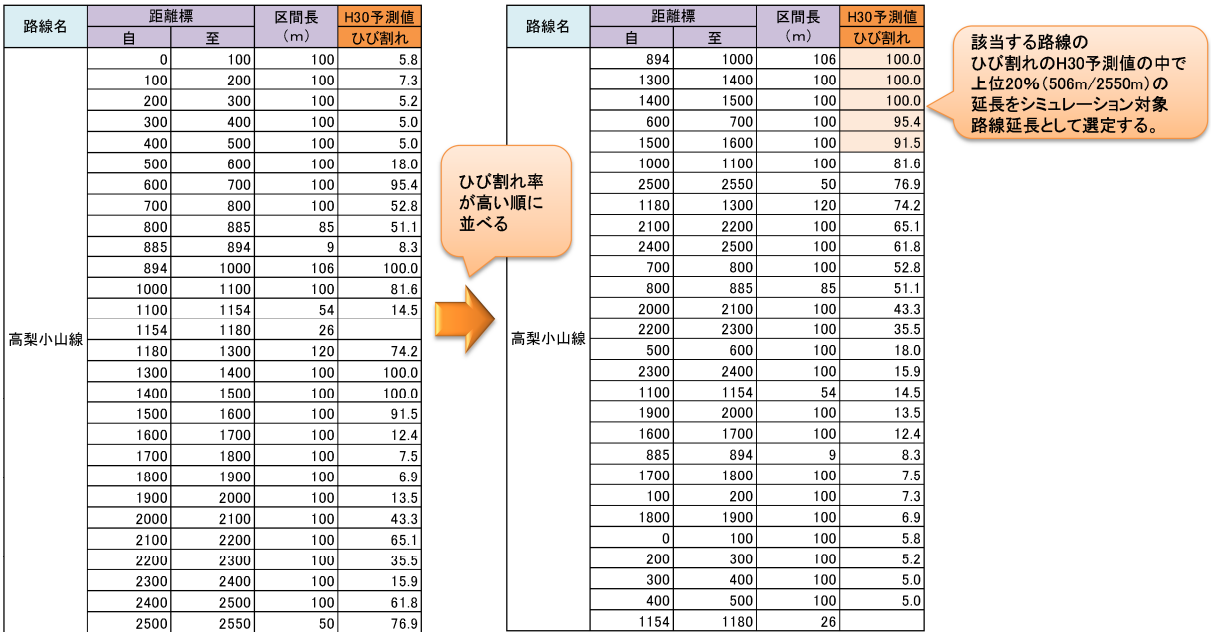 路線名 距離標 区間長（m） H30予測値
自 至 ひび割れ
高梨小山線
0 100 100 5.8
100 200 100 7.3
200 300 100 5.2
300 400 100 5.0
400 500 100 5.0
500 600 100 18.0
600 700 100 95.4
700 800 100 52.8
800 885 85 51.1
885 894 9 8.3
894 1000 106 100.0
1000 1100 100 81.6
1100 1154 54 14.5
1154 1180 26
1180 1300 120 74.2
1300 1400 100 100.0
1400 1500 100 100.0
1500 1600 100 91.5
1600 1700 100 12.4
1700 1800 100 7.5
1800 1900 100 6.9
1900 2000 100 13.5
2000 2100 100 43.3
2100 2200 100 65.1
2200 2300 100 35.5
2300 2400 100 15.9
2400 2500 100 61.8
2500 2550 50 76.9
ひび割れ率
が高い順に
並べる
路線名 距離標 区間長（m） H30予測値
自 至 ひび割れ
高梨小山線
894 1000 106 100.0
1300 1400 100 100.0
1400 1500 100 100.0
600 700 100 95.4
1500 1600 100 91.5
1000 1100 100 81.6
2500 2550 50 76.9
1180 1300 120 74.2
2100 2200 100 65.1
2400 2500 100 61.8
700 800 100 52.8
800 885 85 51.1
2000 2100 100 43.3
2200 2300 100 35.5
500 600 100 18.0
2300 2400 100 15.9
1100 1154 54 14.5
1900 2000 100 13.5
1600 1700 100 12.4
885 894 9 8.3
1700 1800 100 7.5
100 200 100 7.3
1800 1900 100 6.9
0 100 100 5.8
200 300 100 5.2
300 400 100 5.0
400 500 100 5.0
1154 1180 26
該当する路線の
ひび割れのH30予測値の中で
上位20%（506m/2550m）の
延長をシミュレーション対象
路線延長として選定する。